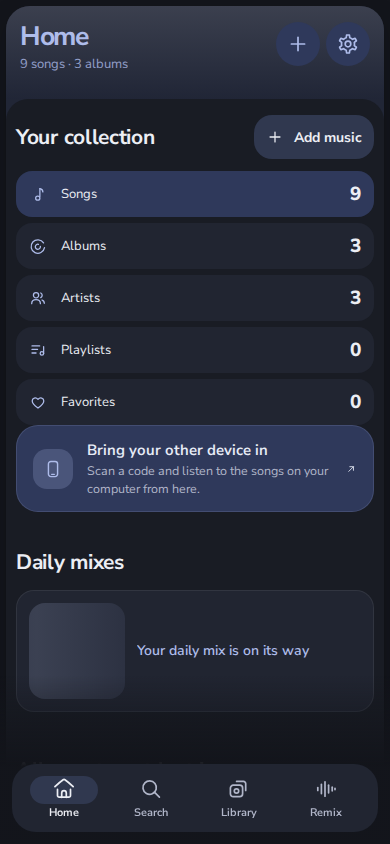 Home
9 songs · 3 albums
Your collection
Add music
Songs
9
Albums
3
Artists
3
Playlists
0
Favorites
0
Bring your other device in
Scan a code and listen to the songs on your
computer from here.
Daily mixes
Your daily mix is on its way
Home
Search
Library
Remix